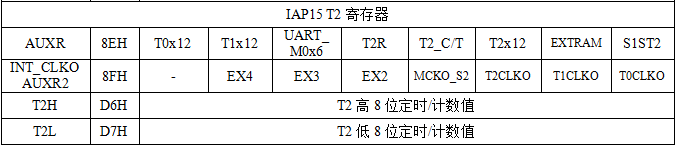 IAP15 T2 寄存器
AUXR 8EH T0x12 T1x12 UART_ M0x6 T2R T2_C/T T2x12 EXTRAM S1ST2
INT_CLKO AUXR2 8FH - EX4 EX3 EX2 MCKO_S2 T2CLKO T1CLKO T0CLKO
T2H D6H T2 高 8 位定时/计数值
T2L D7H T2 低 8 位定时/计数值